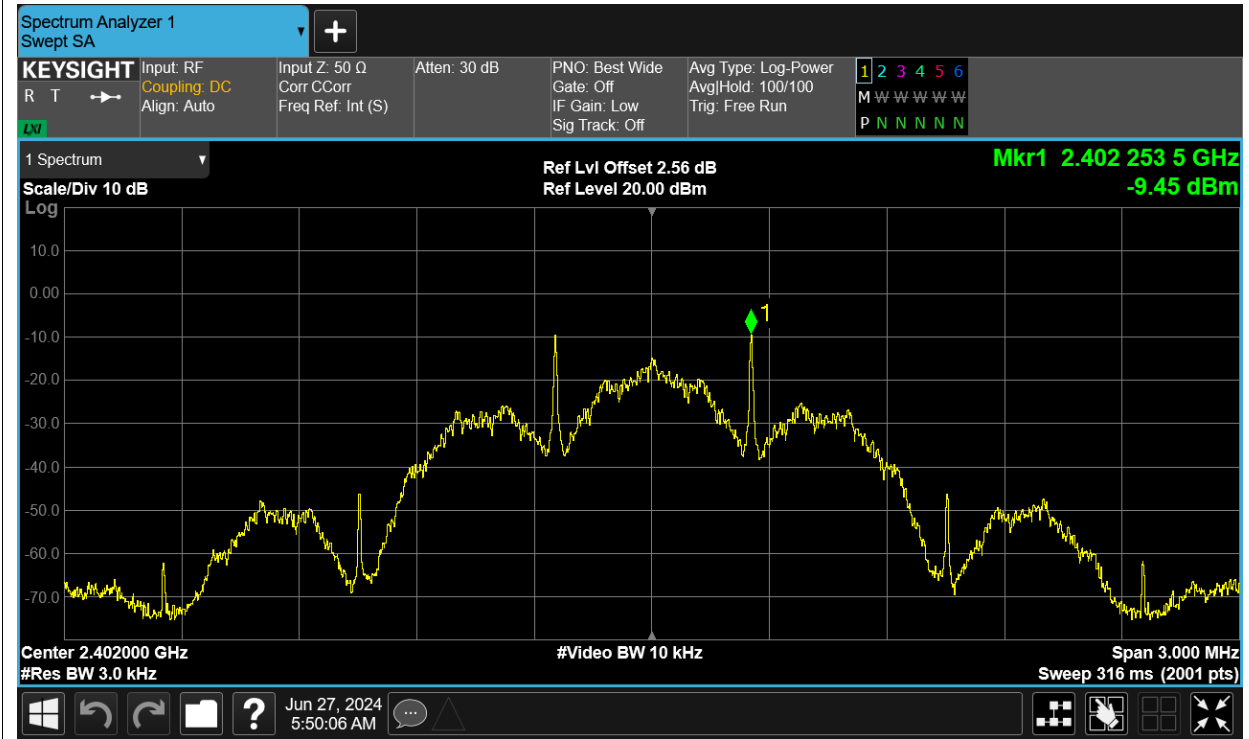 Spectrum Analyzer 1
Swept SA
+
KEYSIGHT
R T
LXI
Input: RF
Coupling: DC
Align: Auto
Input Z: 50 Ω
Corr CCorr
Freq Ref: Int (S)
Atten: 30 dB
PNO: Best Wide
Gate: Off
IF Gain: Low
Sig Track: Off
Avg Type: Log-Power
Avg|Hold: 100/100
Trig: Free Run
1 2 3 4 5 6
M W W W W W
P N N N N N
1 Spectrum
Scale/Div 10 dB
Log
Ref Lvl Offset 2.56 dB
Ref Level 20.00 dBm
Mkr1 2.402 253 5 GHz
-9.45 dBm
10.0
0.00
1
-10.0
-20.0
-30.0
-40.0
-50.0
-60.0
-70.0
Center 2.402000 GHz
#Video BW 10 kHz
Span 3.000 MHz
#Res BW 3.0 kHz
Sweep 316 ms (2001 pts)
?
Jun 27, 2024
5:50:06 AM